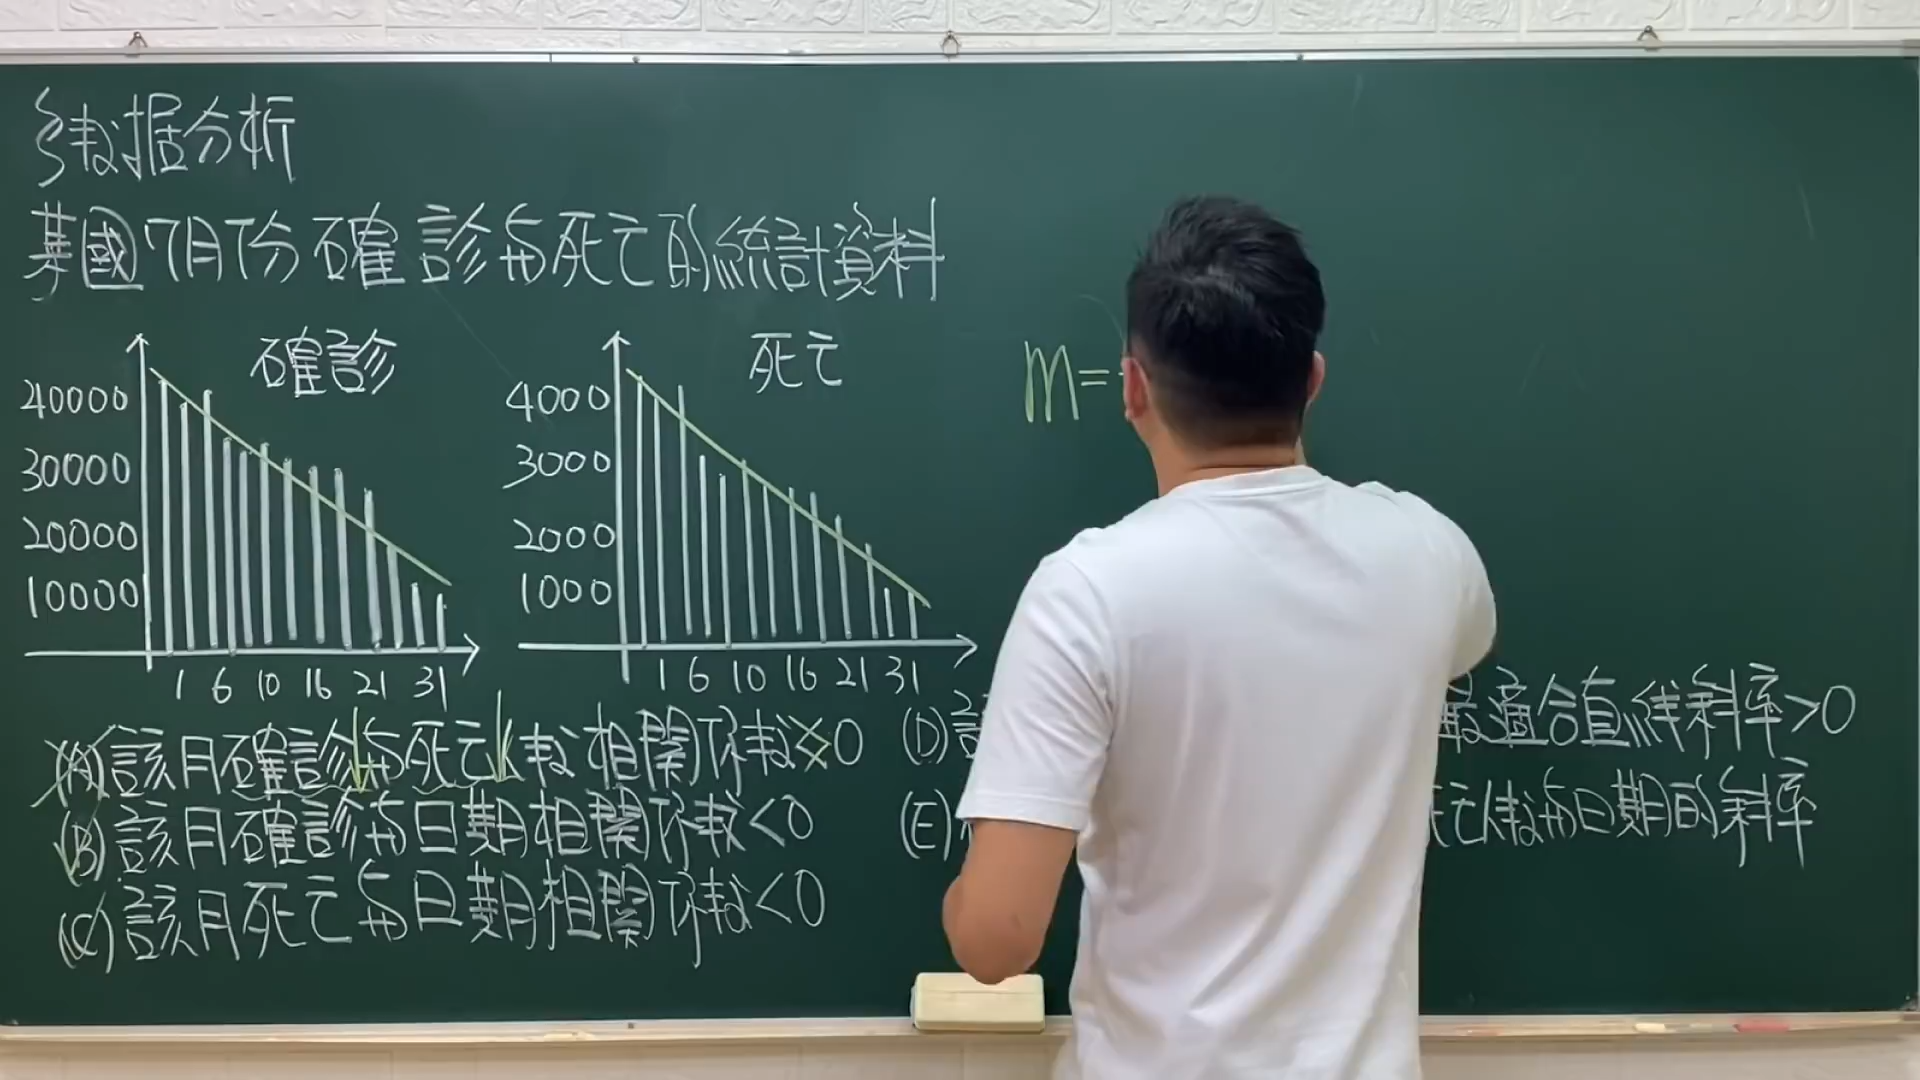 數據分析
某國7月份確診與死亡的統計資料
確診
40000
30000
20000
10000
1 6 10 16 21 31
死亡
4000
3000
2000
1000
1 6 10 16 21 31
m=
(A)該月確診與死亡人數相關係數<0
(B)該月確診與日期相關係數<0
(C)該月死亡與日期相關係數<0
(D)該 最適合直線斜率>0
(E) 死亡人數與日期的斜率